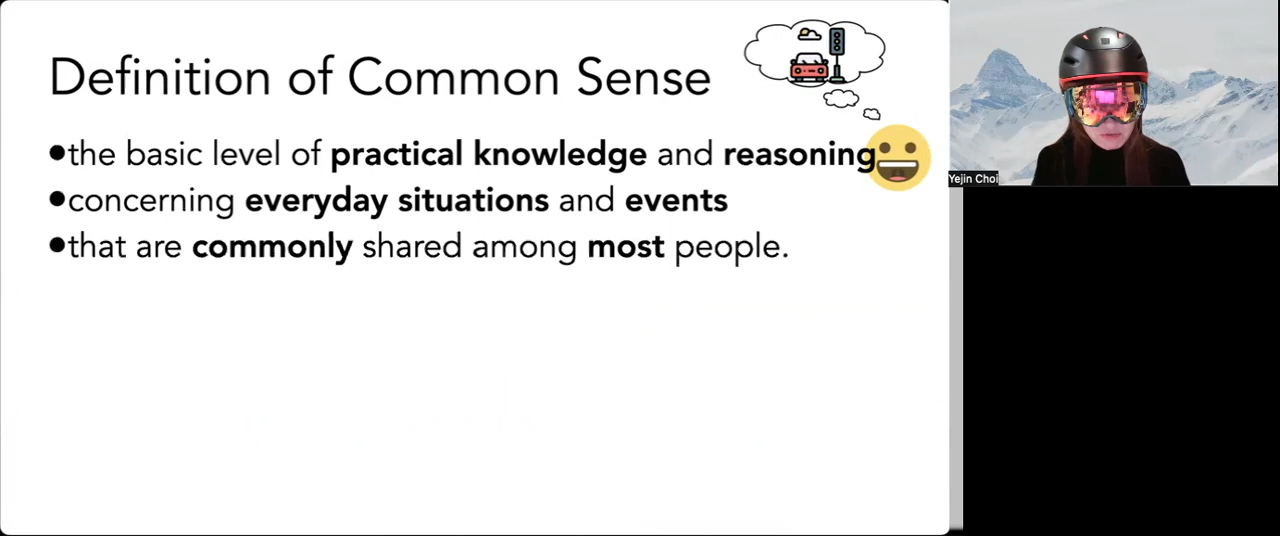 Definition of Common Sense
•the basic level of practical knowledge and reasoning
•concerning everyday situations and events
•that are commonly shared among most people.
Yejin Choi